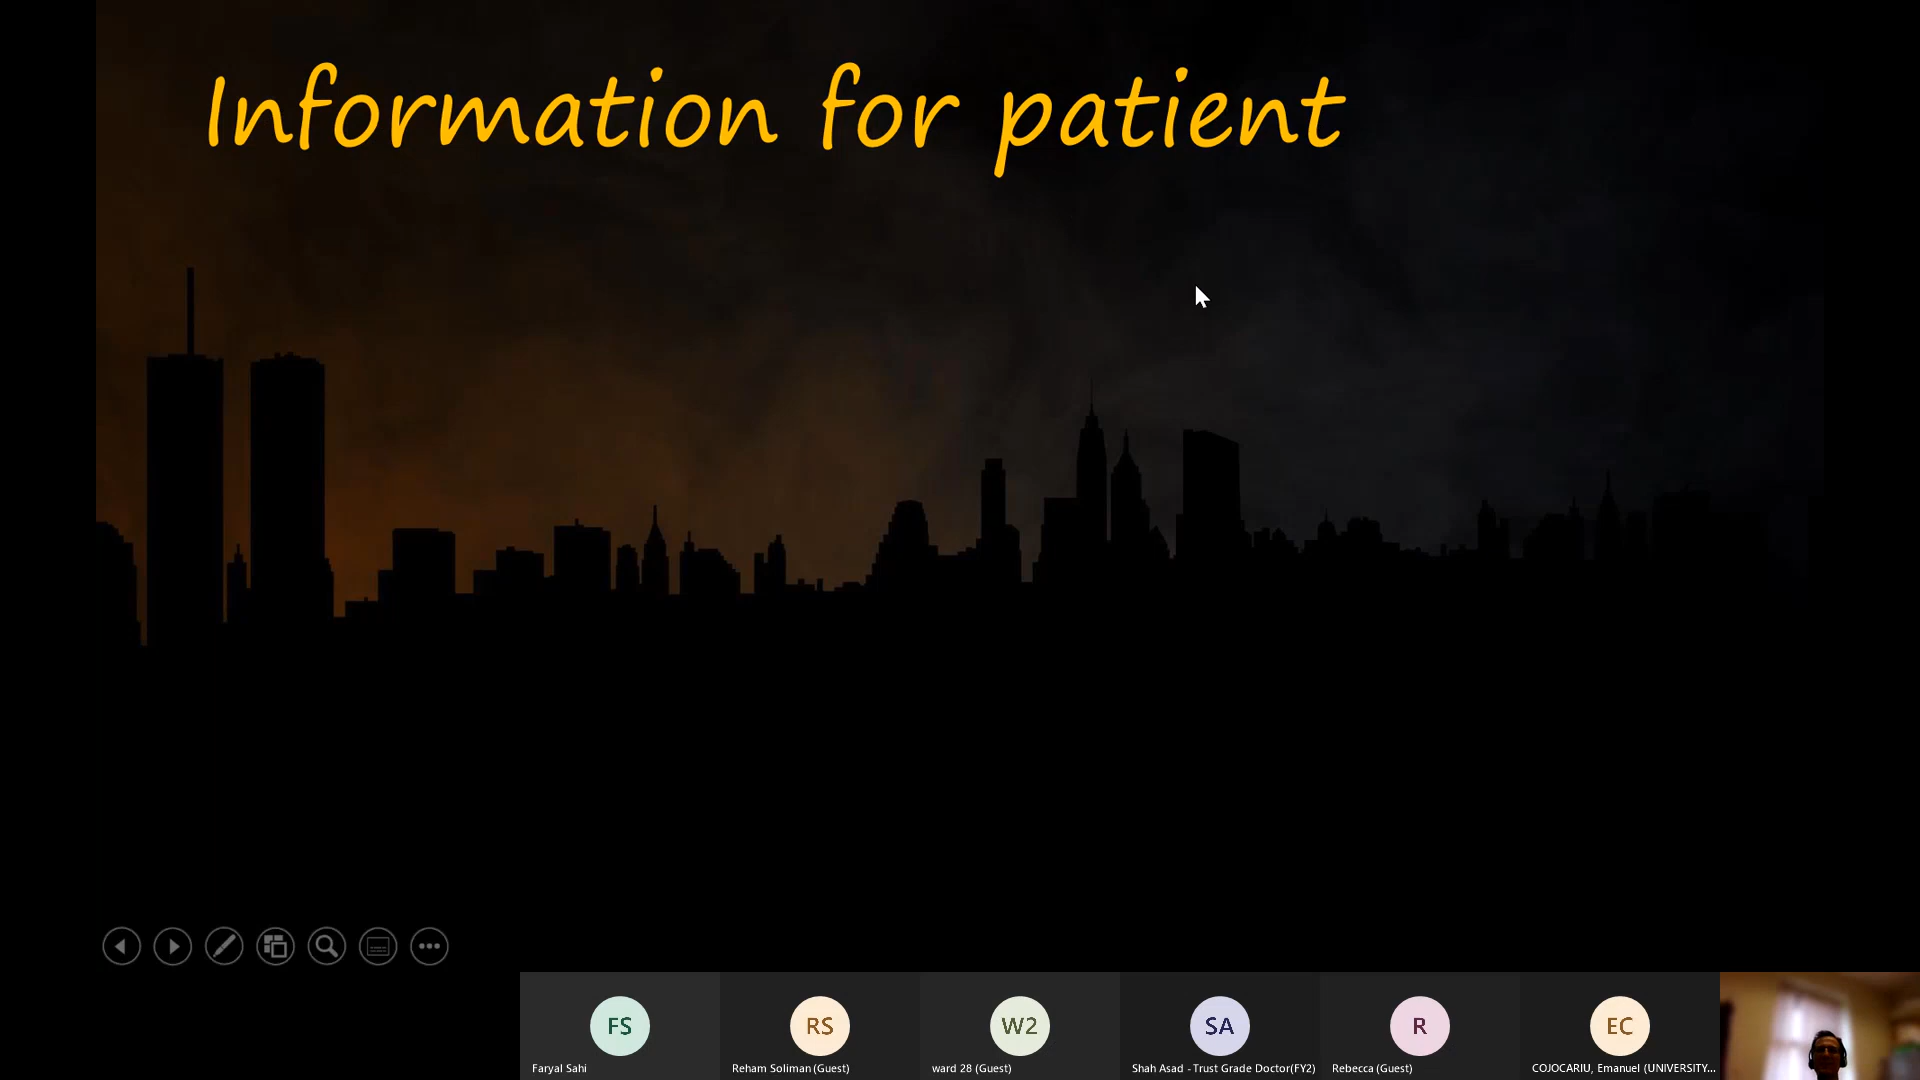 Information for patient
FS
RS
W2
SA
R
EC
Faryal Sahi
Reham Soliman (Guest)
ward 28 (Guest)
Shah Asad - Trust Grade Doctor(FY2)
Rebecca (Guest)
COJOCARIU, Emanuel (UNIVERSITY...